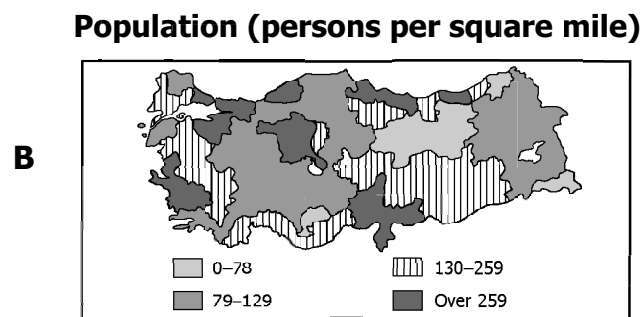 Population (persons per square mile)
B
0–78
130–259
79–129
Over 259